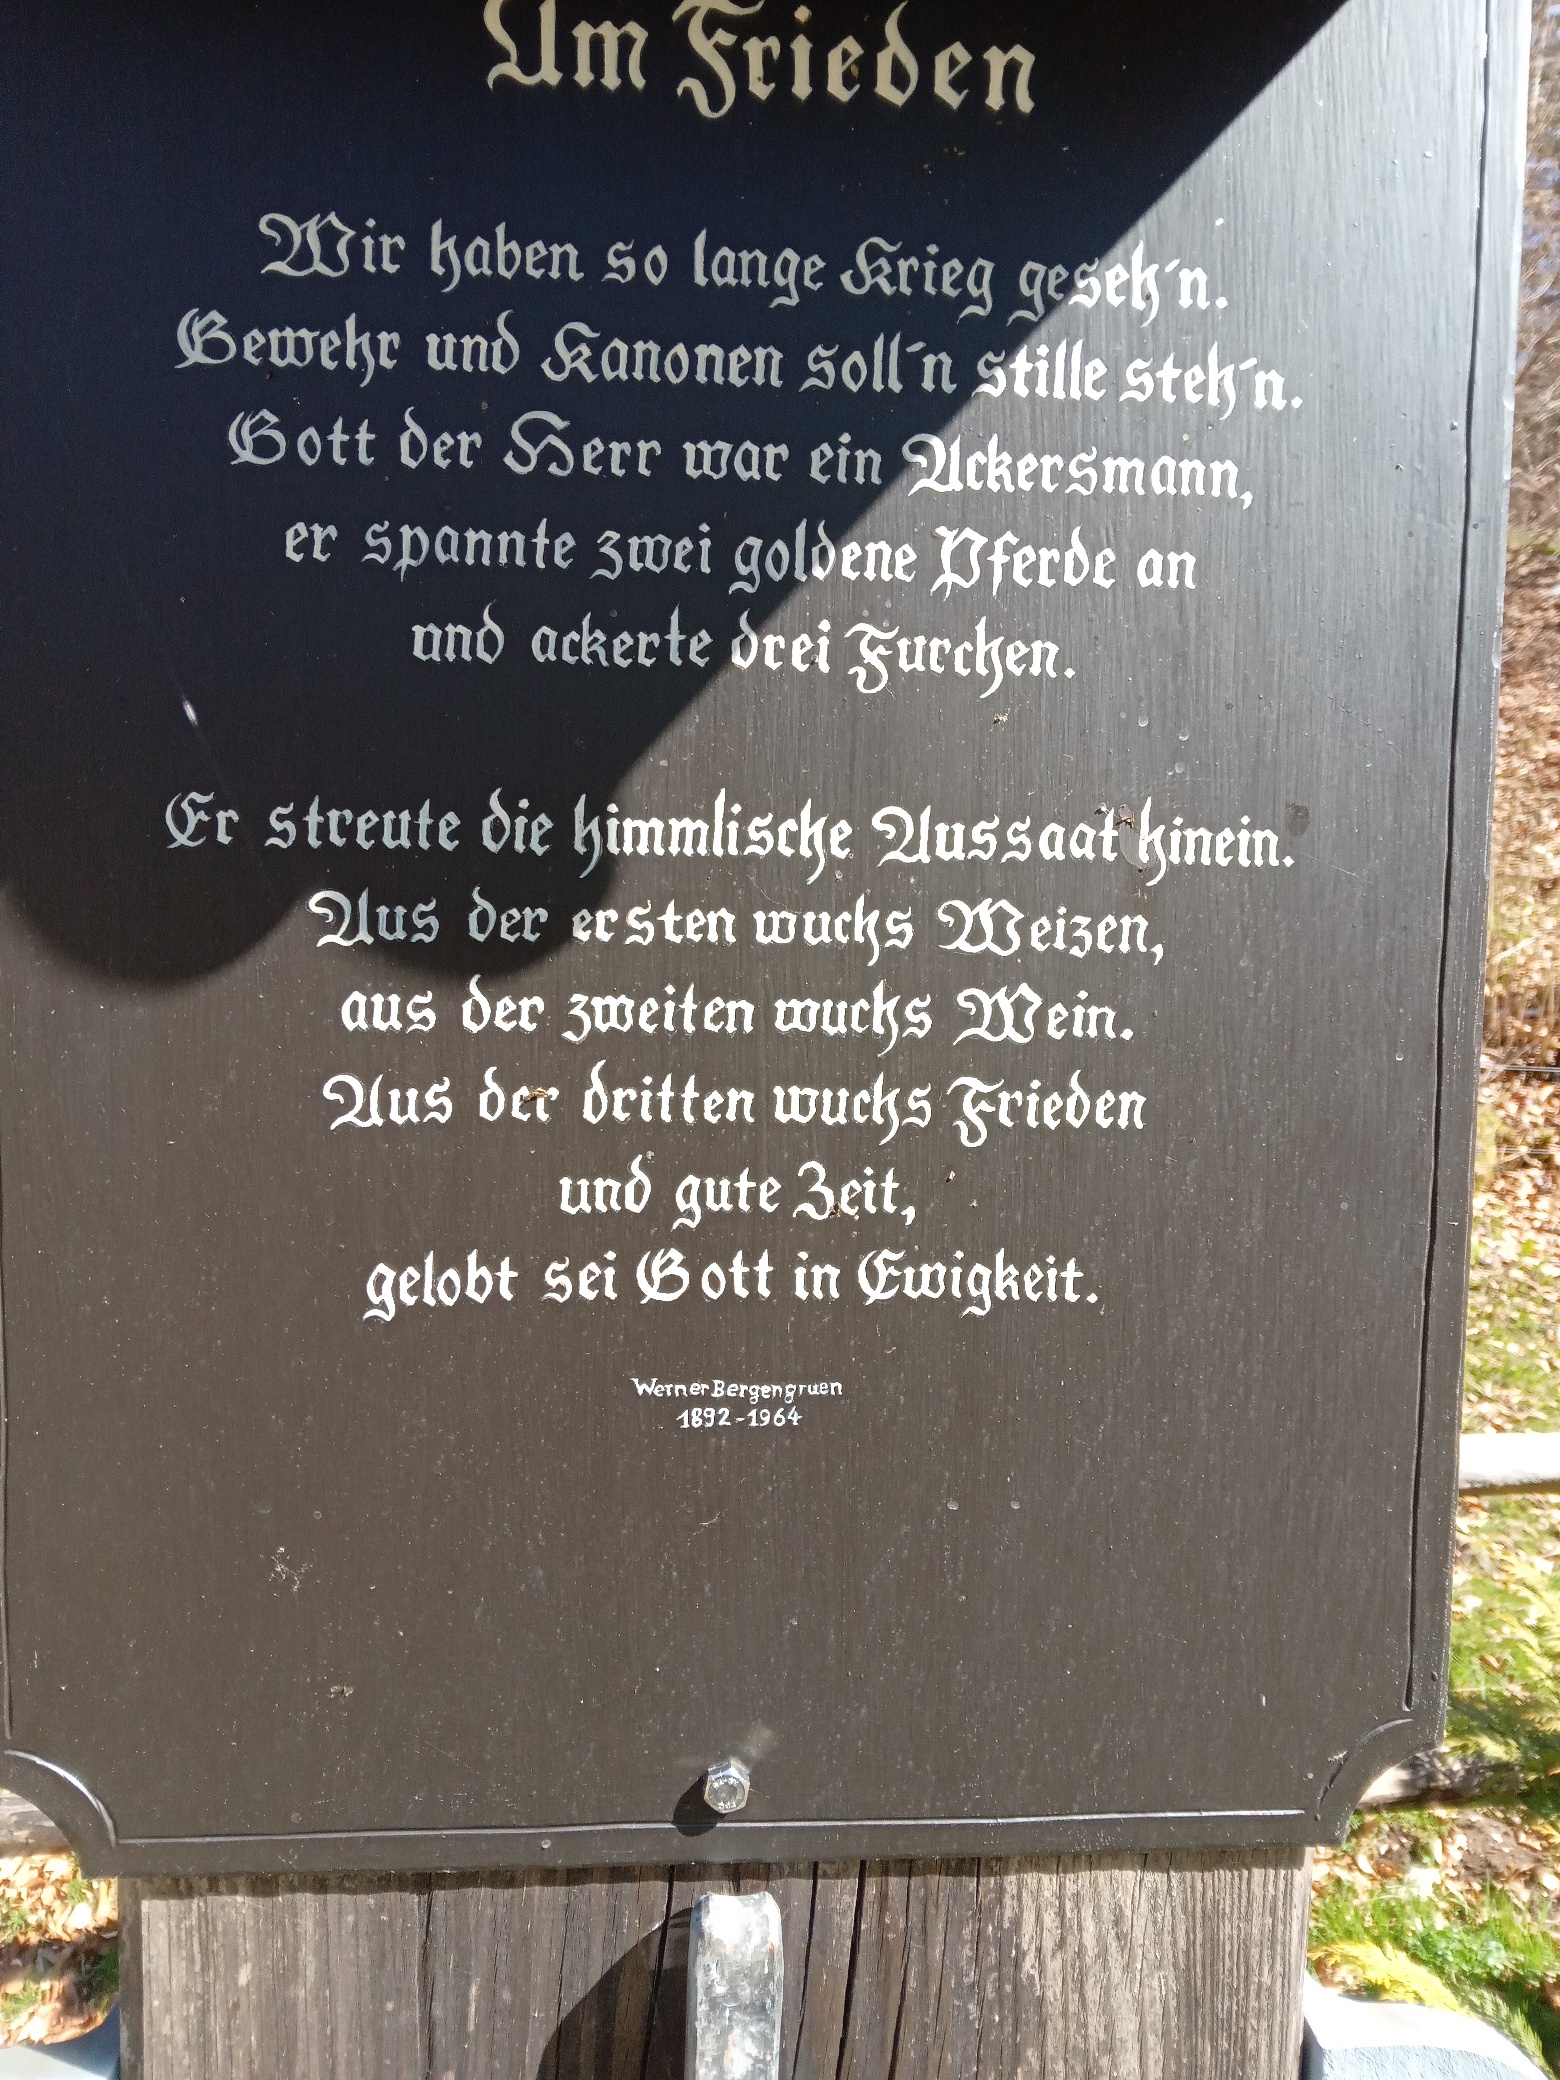 Um Frieden
Wir haben so lange Krieg geseh´n.
Gewehr und Kanonen soll´n stille steh´n.
Gott der Herr war ein Ackersmann,
er spannte zwei goldene Pferde an
und ackerte drei Furchen.
Er streute die himmlische Aussaat hinein.
Aus der ersten wuchs Weizen,
aus der zweiten wuchs Wein.
Aus der dritten wuchs Frieden
und gute Zeit,
gelobt sei Gott in Ewigkeit.
Werner Bergengruen
1892-1964